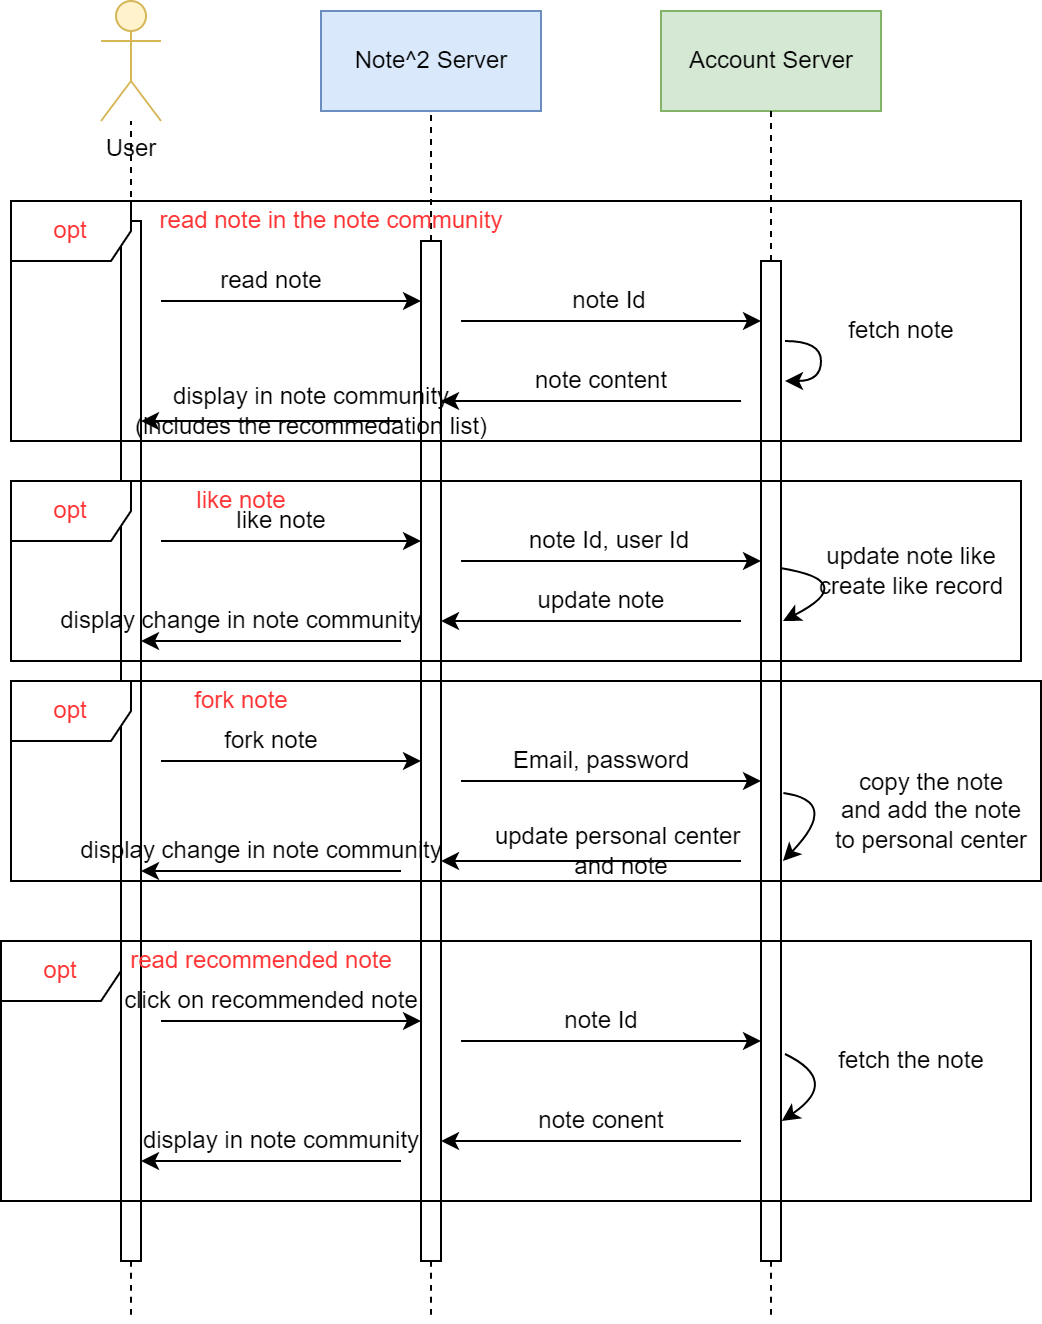 Note^2 Server
Account Server
User
opt
read note in the note community
read note
note Id
fetch note
note content
display in note community
(includes the recommedation list)
opt
like note
like note
note Id, user Id
update note like
create like record
update note
display change in note community
opt
fork note
fork note
Email, password
copy the note
and add the note
to personal center
update personal center
and note
display change in note community
opt
read recommended note
click on recommended note
note Id
fetch the note
note conent
display in note community